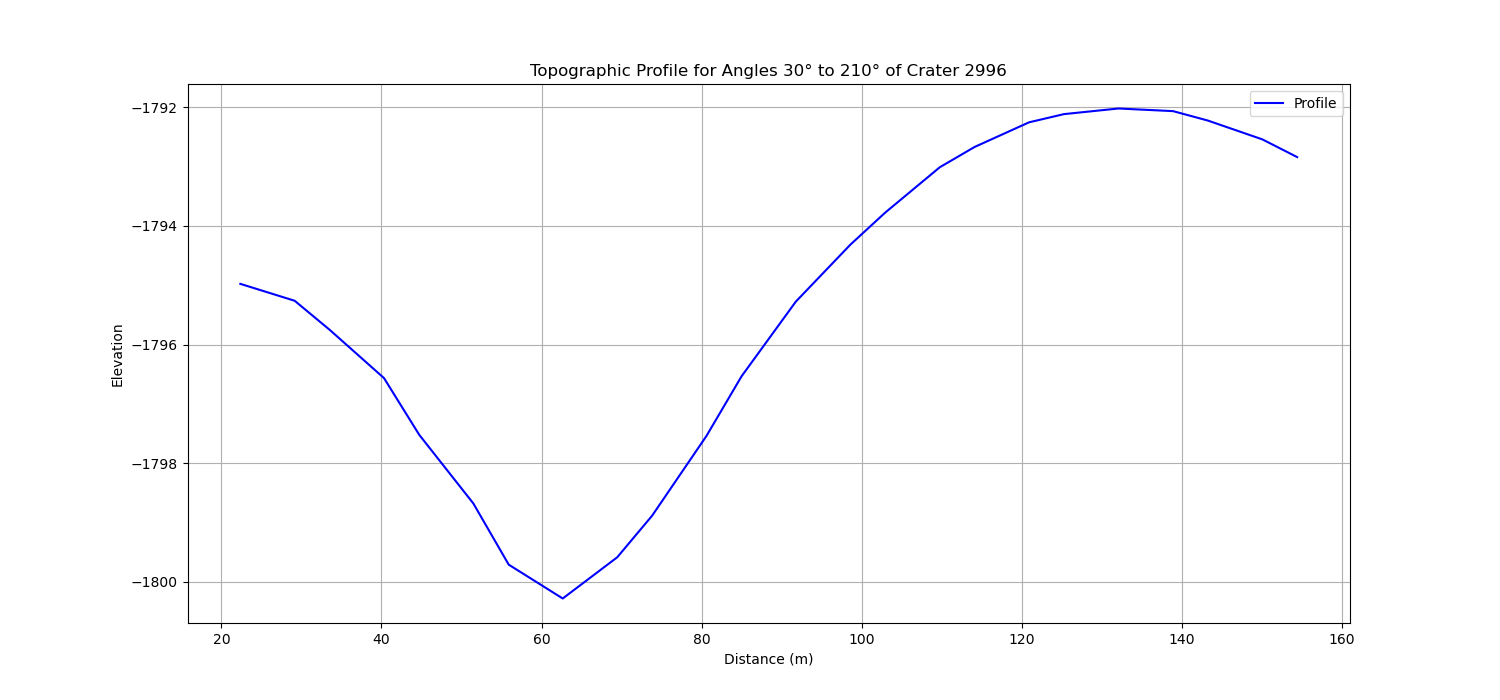 Topographic Profile for Angles 30° to 210° of Crater 2996
Profile
−1792
−1794
−1796
−1798
−1800
Elevation
20 40 60 80 100 120 140 160
Distance (m)